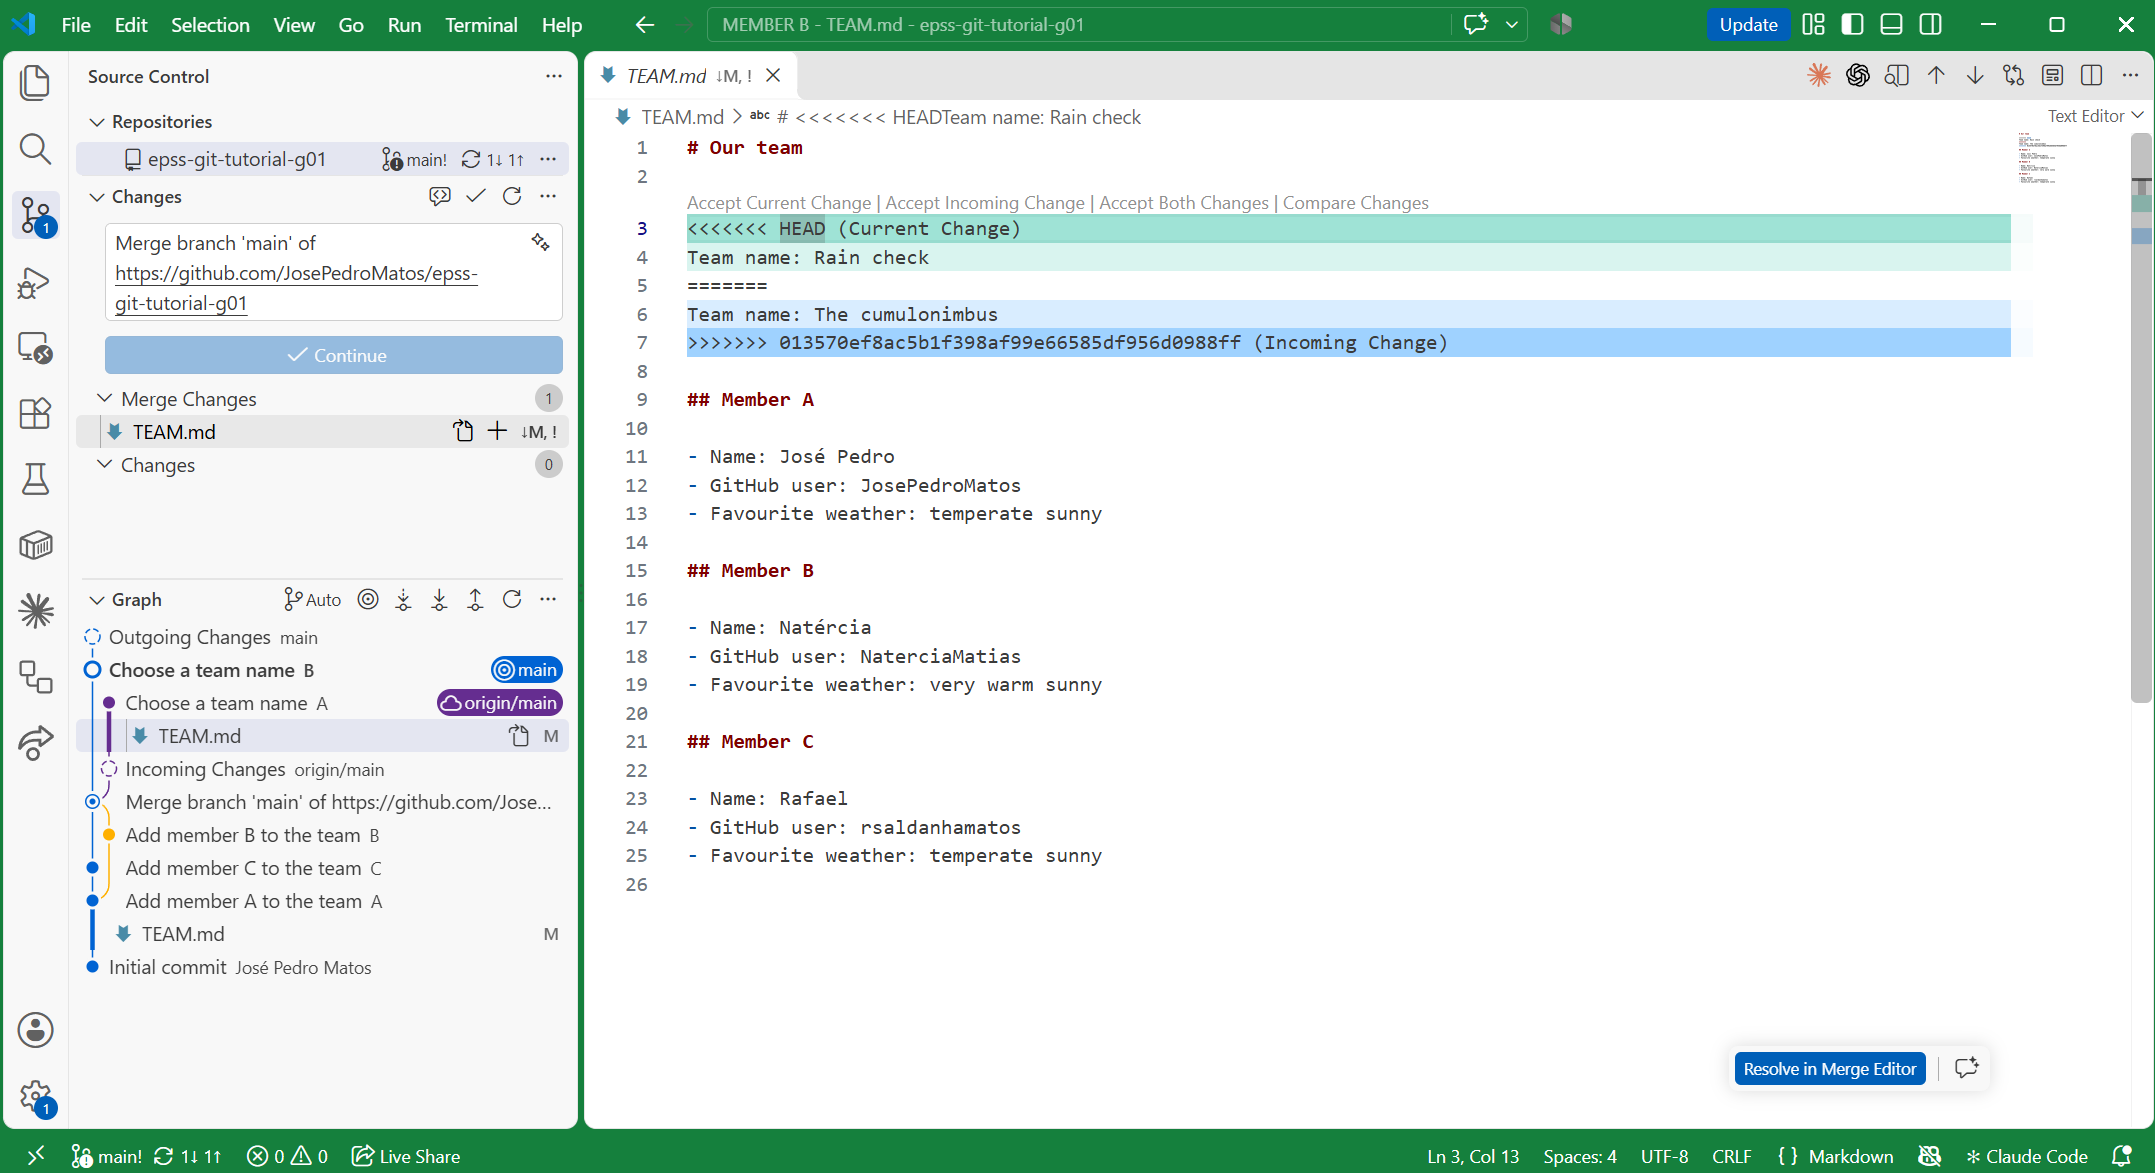 File Edit Selection View Go Run Terminal Help
MEMBER B - TEAM.md - epss-git-tutorial-g01
Update
Source Control
Repositories
epss-git-tutorial-g01 main! 1↓ 1↑
Changes
Merge branch 'main' of
https://github.com/JosePedroMatos/epss-
git-tutorial-g01
Continue
Merge Changes 1
TEAM.md ↓M, !
Changes 0
Graph Auto
Outgoing Changes main
Choose a team name B main
Choose a team name A origin/main
TEAM.md M
Incoming Changes origin/main
Merge branch 'main' of https://github.com/Jose...
Add member B to the team B
Add member C to the team C
Add member A to the team A
TEAM.md M
Initial commit José Pedro Matos
1
1
TEAM.md ↓M, !
TEAM.md > abc # <<<<<<< HEADTeam name: Rain check
Text Editor
1 # Our team
2
Accept Current Change | Accept Incoming Change | Accept Both Changes | Compare Changes
3 <<<<<<< HEAD (Current Change)
4 Team name: Rain check
5 =======
6 Team name: The cumulonimbus
7 >>>>>>> 013570ef8ac5b1f398af99e66585df956d0988ff (Incoming Change)
8
9 ## Member A
10
11 - Name: José Pedro
12 - GitHub user: JosePedroMatos
13 - Favourite weather: temperate sunny
14
15 ## Member B
16
17 - Name: Natércia
18 - GitHub user: NaterciaMatias
19 - Favourite weather: very warm sunny
20
21 ## Member C
22
23 - Name: Rafael
24 - GitHub user: rsaldanhamatos
25 - Favourite weather: temperate sunny
26
Resolve in Merge Editor
main! 1↓ 1↑ 0 0 Live Share
Ln 3, Col 13 Spaces: 4 UTF-8 CRLF { } Markdown Claude Code